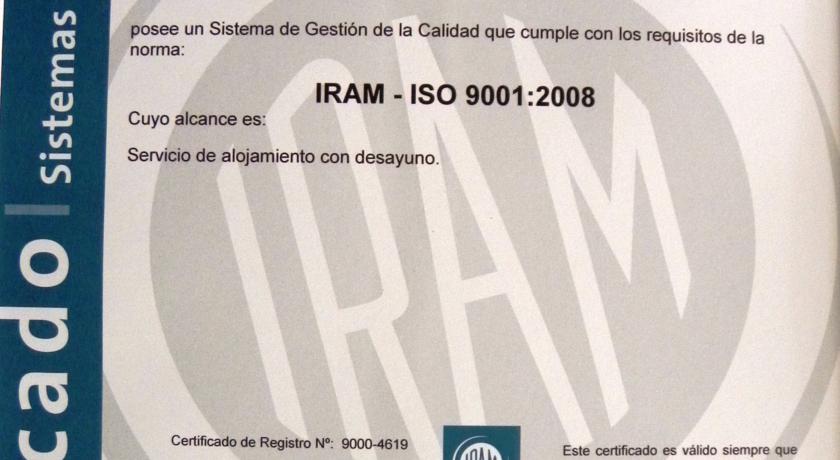 posee un Sistema de Gestión de la Calidad que cumple con los requisitos de la
norma:
IRAM - ISO 9001:2008
Cuyo alcance es:
Servicio de alojamiento con desayuno.
Certificado de Registro Nº: 9000-4619
Este certificado es válido siempre que
cado | Sistemas
IRAM
IRAM